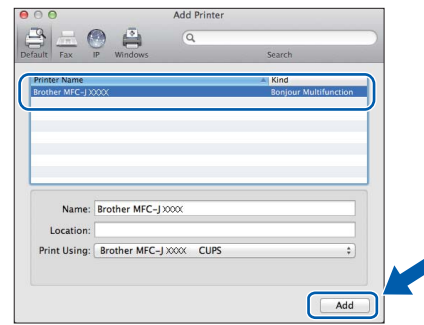 Add Printer
Default Fax IP Windows Search
Printer Name Kind
Brother MFC-J XXXX Bonjour Multifunction
Name: Brother MFC-J XXXX
Location:
Print Using: Brother MFC-J XXXX CUPS
Add